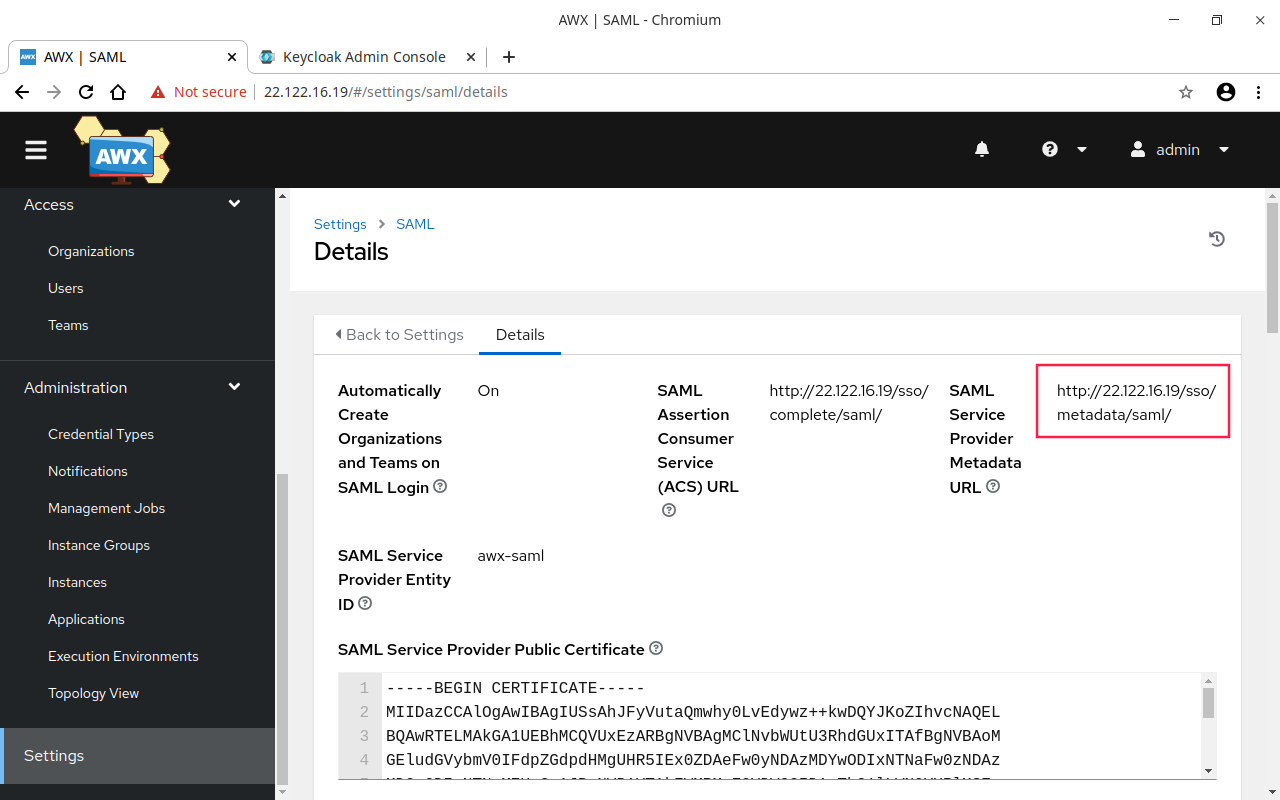 AWX | SAML - Chromium
AWX | SAML
Keycloak Admin Console
Not secure
22.122.16.19/#/settings/saml/details
AWX
admin
Access
Organizations
Users
Teams
Administration
Credential Types
Notifications
Management Jobs
Instance Groups
Instances
Applications
Execution Environments
Topology View
Settings
Settings > SAML
Details
Back to Settings
Details
Automatically
Create
Organizations
and Teams on
SAML Login
On
SAML
Assertion
Consumer
Service
(ACS) URL
http://22.122.16.19/sso/
complete/saml/
SAML
Service
Provider
Metadata
URL
http://22.122.16.19/sso/
metadata/saml/
SAML Service
Provider Entity
ID
awx-saml
SAML Service Provider Public Certificate
1 -----BEGIN CERTIFICATE-----
2 MIIDazCCAlOgAwIBAgIUSsAhJFyVutaQmwhy0LvEdywz++kwDQYJKoZIhvcNAQEL
3 BQAwRTELMAkGA1UEBhMCQVUxEzARBgNVBAgMClNvbWUtU3RhdGUxITAfBgNVBAoM
4 GEludGVybmV0IFdpZGdpdHMgUHR5IEx0ZDAeFw0yNDAzMDYwODIxNTNaFw0zNDAz